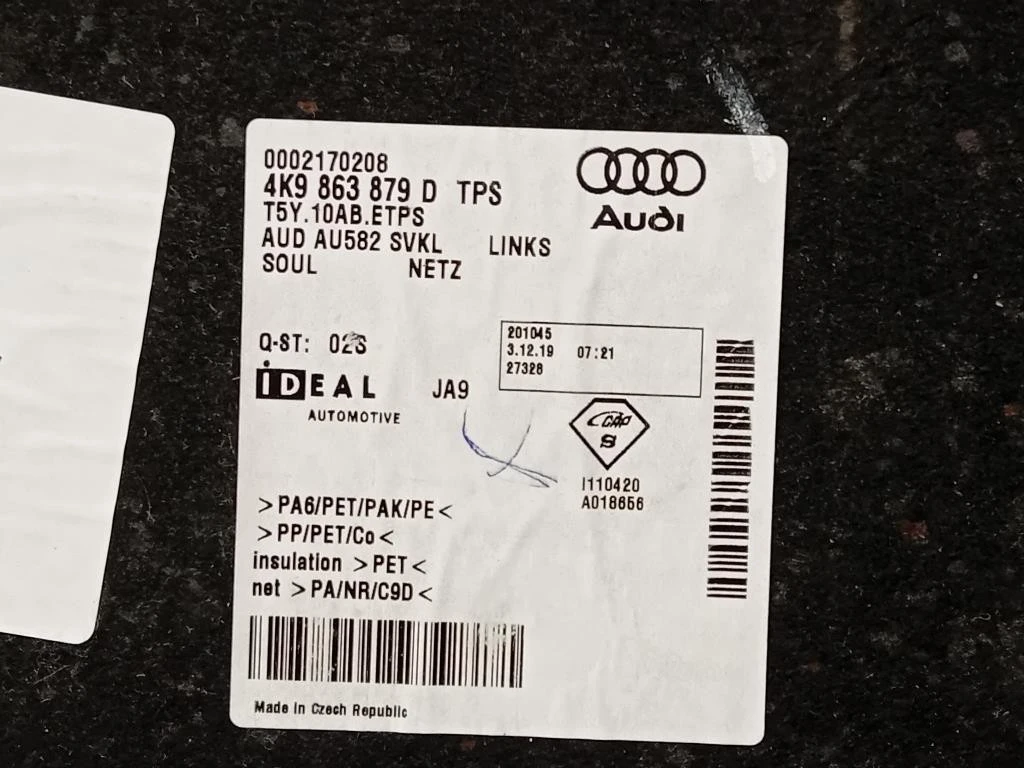 0002170208
4K9 863 879 D TPS
T5Y.10AB.ETPS
AUD AU582 SVKL LINKS
SOUL NETZ
Audi
Q-ST: 02S
201045
3.12.19 07:21
27328
IDEAL
AUTOMOTIVE
JA9
CCAP
S
I110420
A018656
>PA6/PET/PAK/PE<
>PP/PET/Co<
insulation >PET<
net >PA/NR/C9D<
Made in Czech Republic